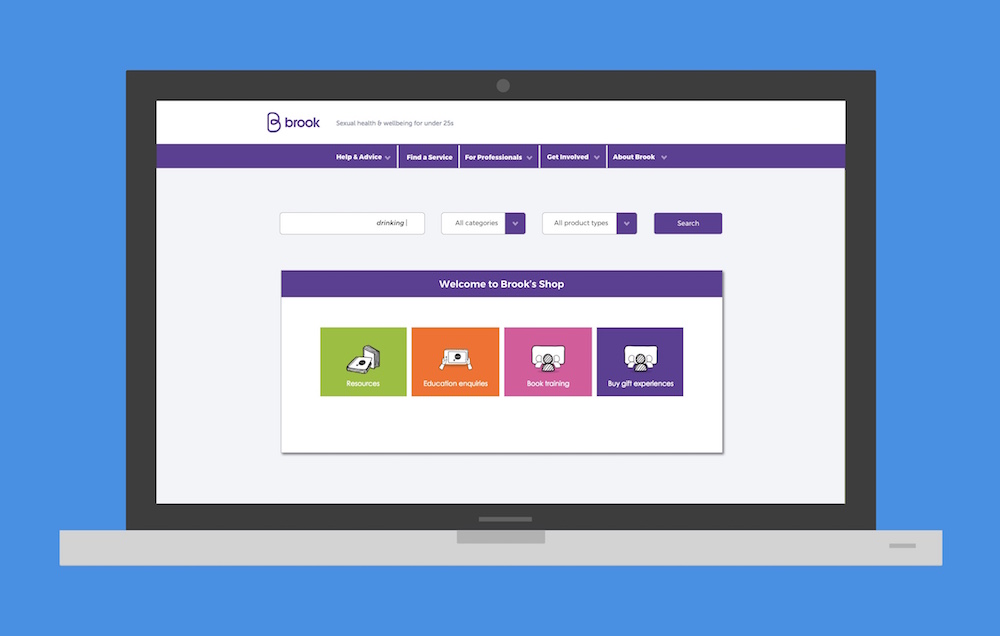 brook
Sexual health & wellbeing for under 25s
Help & Advice
Find a Service
For Professionals
Get Involved
About Brook
drinking
All categories
All product types
Search
Welcome to Brook's Shop
Resources
Education enquiries
Book training
Buy gift experiences